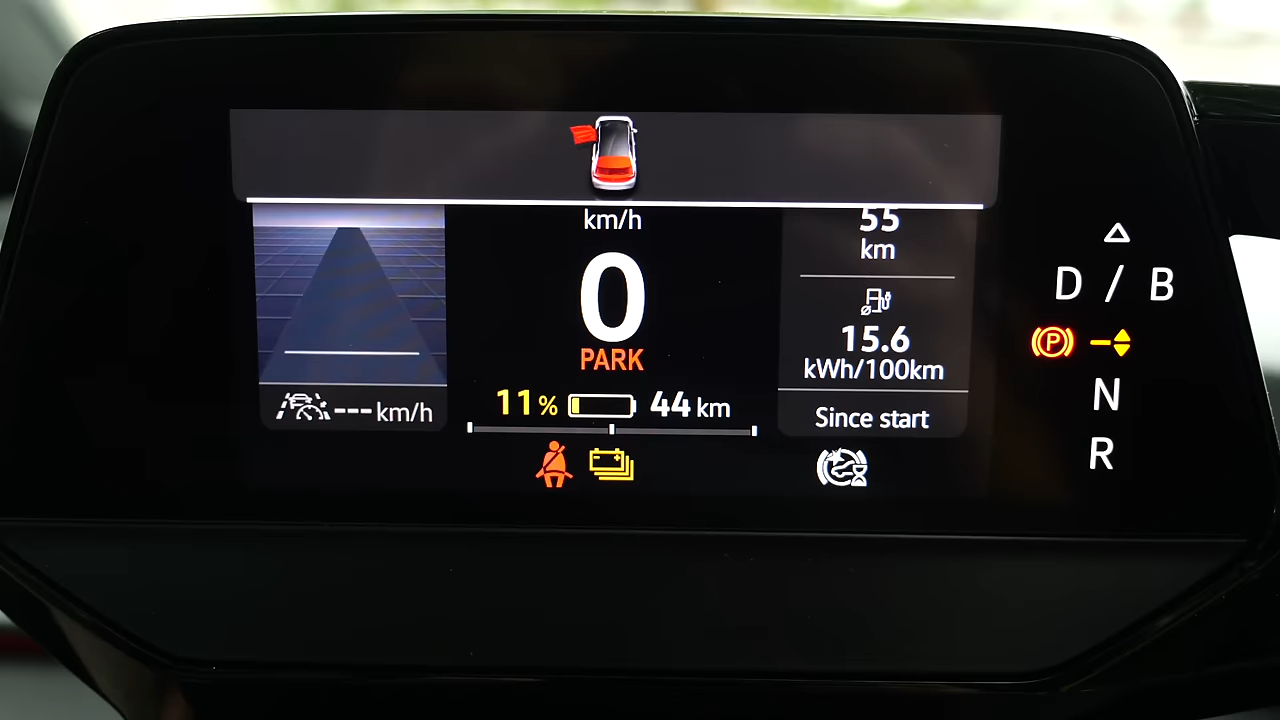 km/h
0
PARK
11% 44 km
--- km/h
55
km
15.6
kWh/100km
Since start
D / B
P
N
R